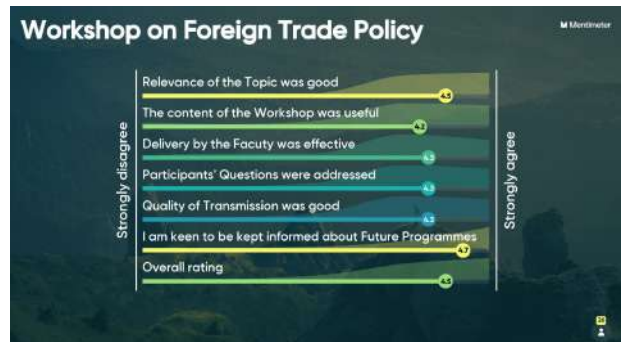 Workshop on Foreign Trade Policy
Mentimeter
Strongly disagree
Relevance of the Topic was good
4.5
The content of the Workshop was useful
4.2
Delivery by the Facuty was effective
4.3
Participants' Questions were addressed
4.3
Quality of Transmission was good
4.3
I am keen to be kept informed about Future Programmes
4.7
Overall rating
4.5
Strongly agree